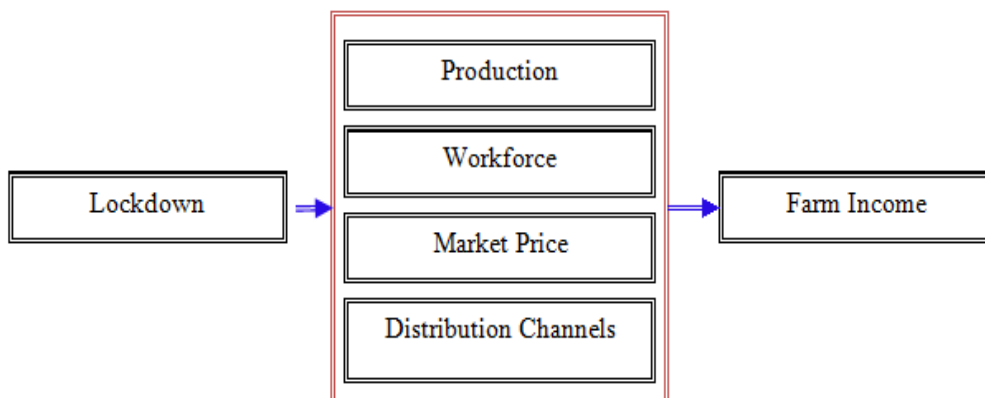 Production
Workforce
Lockdown
Farm Income
Market Price
Distribution Channels